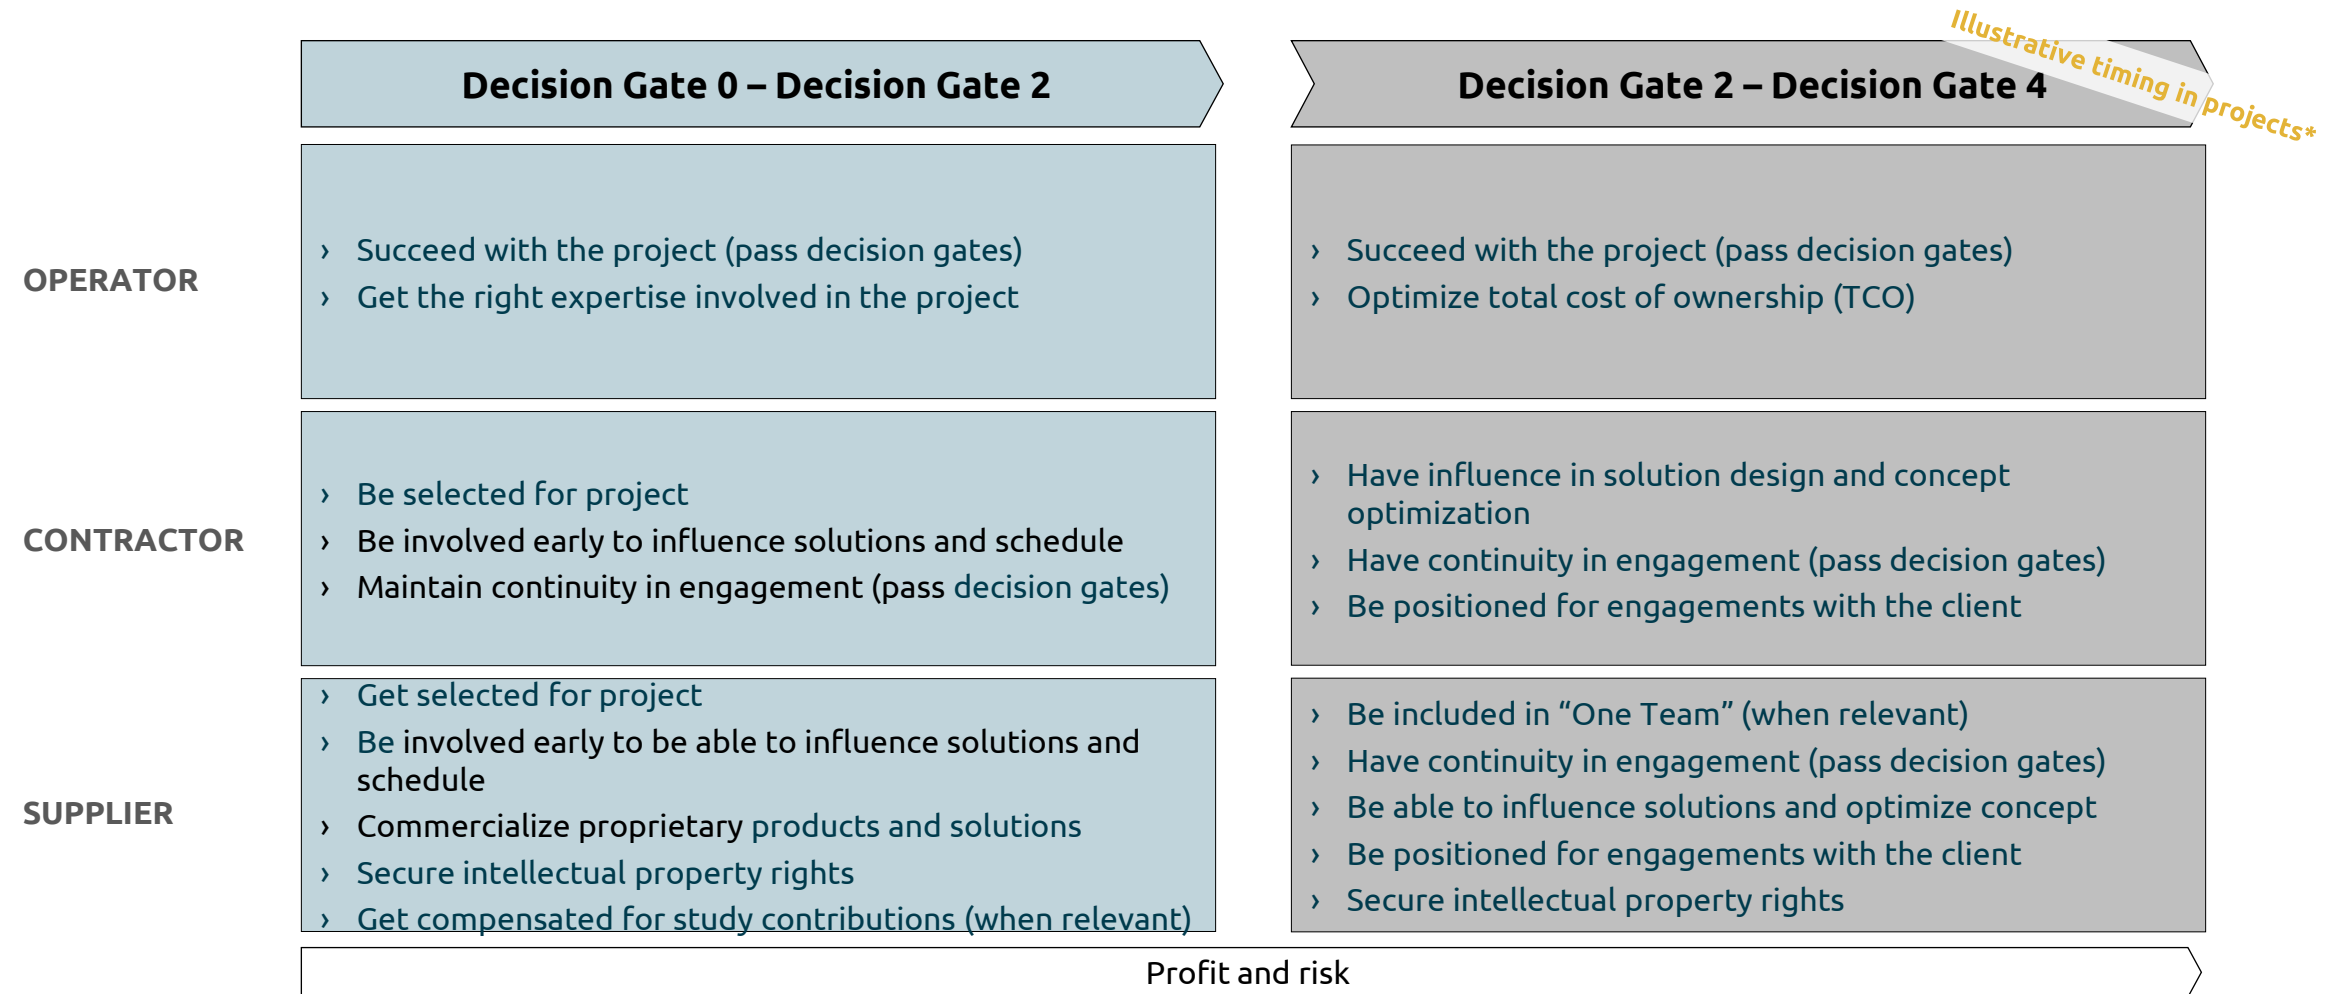 Illustrative timing in projects*
Decision Gate 0 – Decision Gate 2
Decision Gate 2 – Decision Gate 4
OPERATOR
› Succeed with the project (pass decision gates)
› Get the right expertise involved in the project
› Succeed with the project (pass decision gates)
› Optimize total cost of ownership (TCO)
CONTRACTOR
› Be selected for project
› Be involved early to influence solutions and schedule
› Maintain continuity in engagement (pass decision gates)
› Have influence in solution design and concept
optimization
› Have continuity in engagement (pass decision gates)
› Be positioned for engagements with the client
SUPPLIER
› Get selected for project
› Be involved early to be able to influence solutions and
schedule
› Commercialize proprietary products and solutions
› Secure intellectual property rights
› Get compensated for study contributions (when relevant)
› Be included in “One Team” (when relevant)
› Have continuity in engagement (pass decision gates)
› Be able to influence solutions and optimize concept
› Be positioned for engagements with the client
› Secure intellectual property rights
Profit and risk